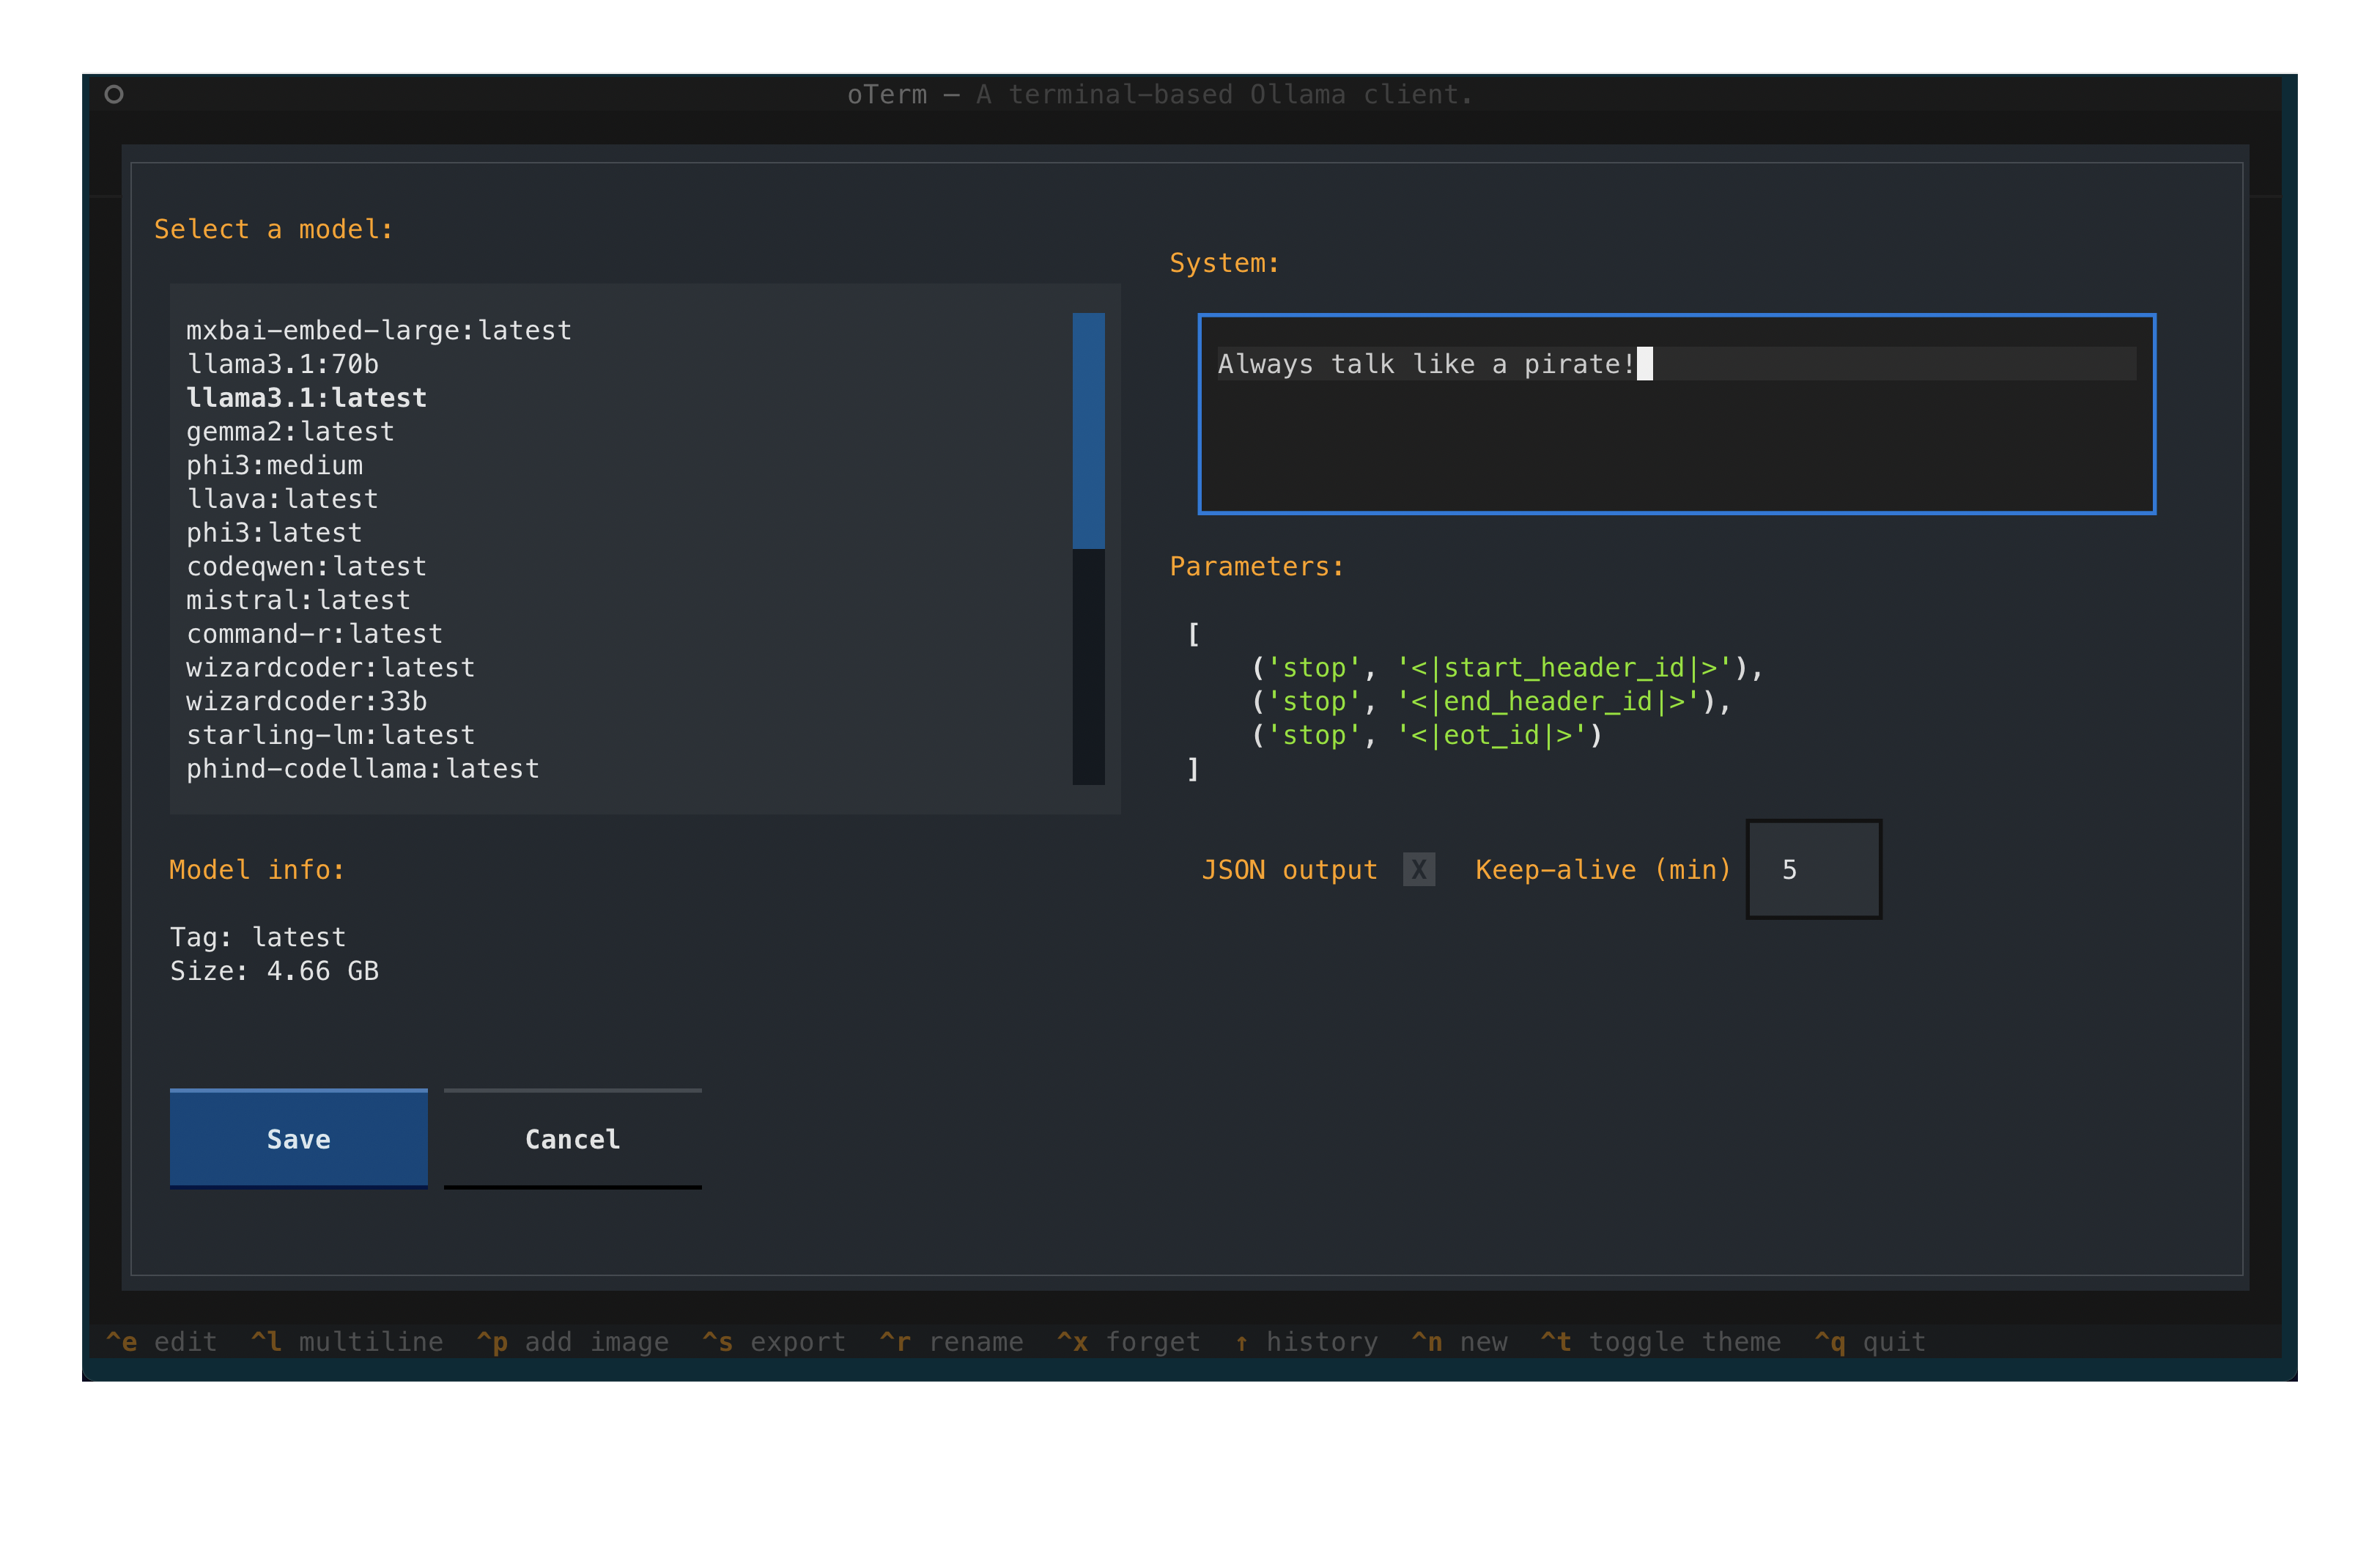 oTerm — A terminal-based Ollama client.
Select a model:
mxbai-embed-large:latest
llama3.1:70b
llama3.1:latest
gemma2:latest
phi3:medium
llava:latest
phi3:latest
codeqwen:latest
mistral:latest
command-r:latest
wizardcoder:latest
wizardcoder:33b
starling-lm:latest
phind-codellama:latest
Model info:
Tag: latest
Size: 4.66 GB
Save Cancel
System:
Always talk like a pirate!
Parameters:
[
    ('stop', '<|start_header_id|>'),
    ('stop', '<|end_header_id|>'),
    ('stop', '<|eot_id|>')
]
JSON output X Keep-alive (min) 5
^e edit ^l multiline ^p add image ^s export ^r rename ^x forget ↑ history ^n new ^t toggle theme ^q quit